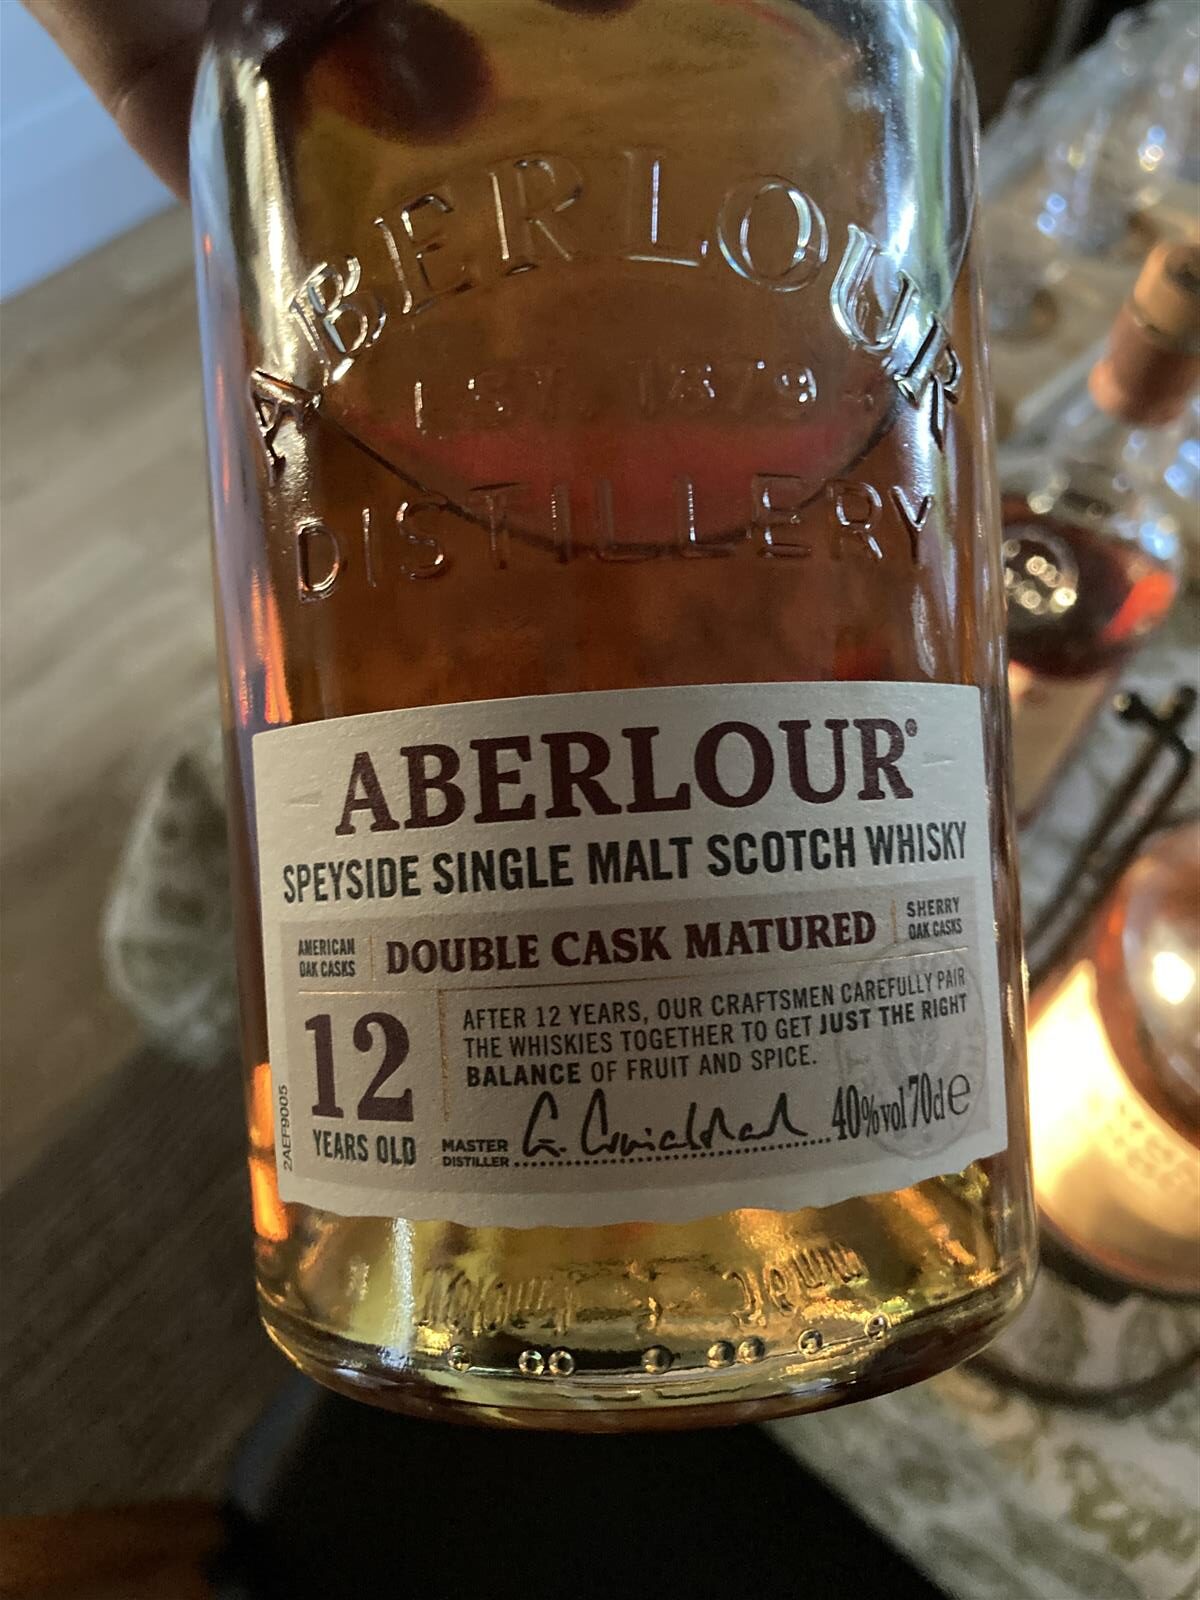 ABERLOUR
EST. 1879
DISTILLERY
ABERLOUR®
SPEYSIDE SINGLE MALT SCOTCH WHISKY
AMERICAN
OAK CASKS
DOUBLE CASK MATURED
SHERRY
OAK CASKS
12
YEARS OLD
AFTER 12 YEARS, OUR CRAFTSMEN CAREFULLY PAIR
THE WHISKIES TOGETHER TO GET JUST THE RIGHT
BALANCE OF FRUIT AND SPICE.
MASTER
DISTILLER
40%vol 70cl e
2AEF9005